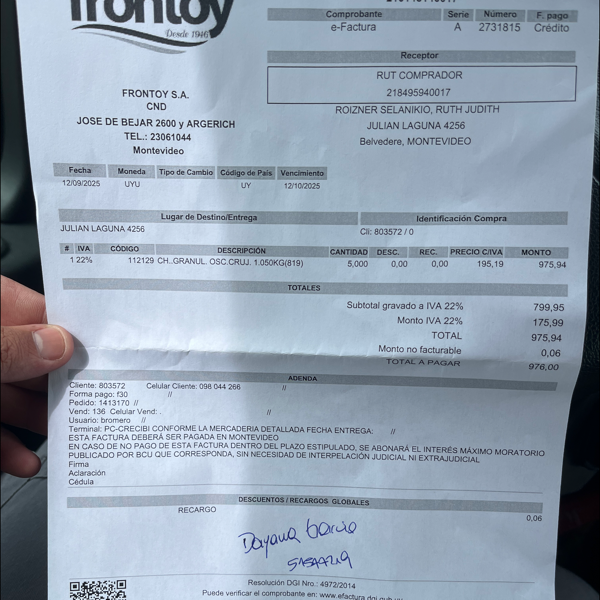 frontoy
Desde 1946
Comprobante Serie Número F. pago
e-Factura A 2731815 Crédito
Receptor
RUT COMPRADOR
218495940017
ROIZNER SELANIKIO, RUTH JUDITH
JULIAN LAGUNA 4256
Belvedere, MONTEVIDEO
FRONTOY S.A.
CND
JOSE DE BEJAR 2600 y ARGERICH
TEL.: 23061044
Montevideo
Fecha Moneda Tipo de Cambio Código de País Vencimiento
12/09/2025 UYU UY 12/10/2025
Lugar de Destino/Entrega Identificación Compra
JULIAN LAGUNA 4256 Cli: 803572 / 0
# IVA CÓDIGO DESCRIPCIÓN CANTIDAD DESC. REC. PRECIO C/IVA MONTO
1 22% 112129 CH..GRANUL. OSC.CRUJ. 1.050KG(819) 5,000 0,00 0,00 195,19 975,94
TOTALES
Subtotal gravado a IVA 22% 799,95
Monto IVA 22% 175,99
TOTAL 975,94
Monto no facturable 0,06
TOTAL A PAGAR 976,00
ADENDA
Cliente: 803572 Celular Cliente: 098 044 266 //
Forma pago: f30 //
Pedido: 1413170 //
Vend: 136 Celular Vend: . //
Usuario: bromero //
Terminal: PC-CRECIBI CONFORME LA MERCADERIA DETALLADA FECHA ENTREGA: //
ESTA FACTURA DEBERÁ SER PAGADA EN MONTEVIDEO
EN CASO DE NO PAGO DE ESTA FACTURA DENTRO DEL PLAZO ESTIPULADO, SE ABONARÁ EL INTERÉS MÁXIMO MORATORIO
PUBLICADO POR BCU QUE CORRESPONDA, SIN NECESIDAD DE INTERPELACIÓN JUDICIAL NI EXTRAJUDICIAL
Firma
Aclaración
Cédula
DESCUENTOS / RECARGOS GLOBALES
RECARGO 0,06
Dayana
Resolución DGI Nro.: 4972/2014
Puede verificar el comprobante en: www.efactura.dgi.gub.uy